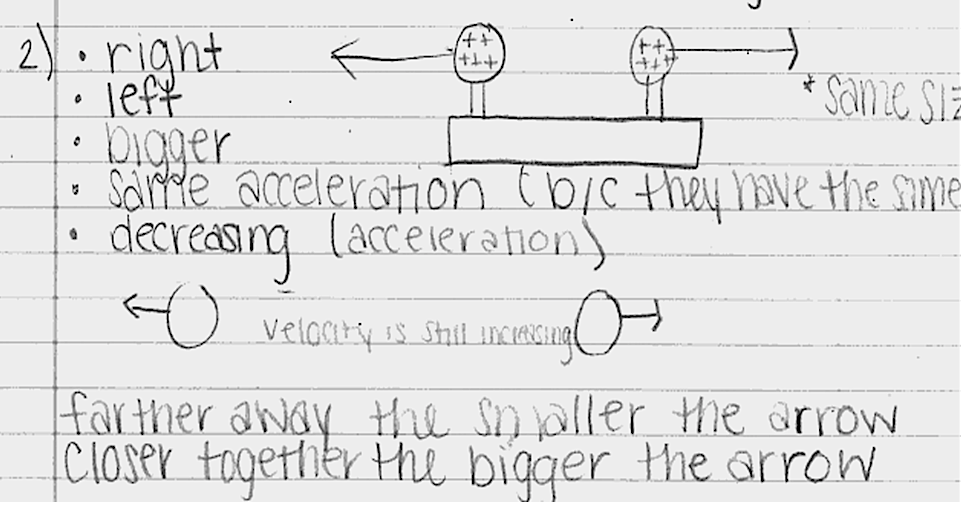 2) • right
• left
* same siz
• bigger
• same acceleration (b/c they have the sime
• decreasing (acceleration)
velocity is still increasing
farther away the smaller the arrow
closer together the bigger the arrow